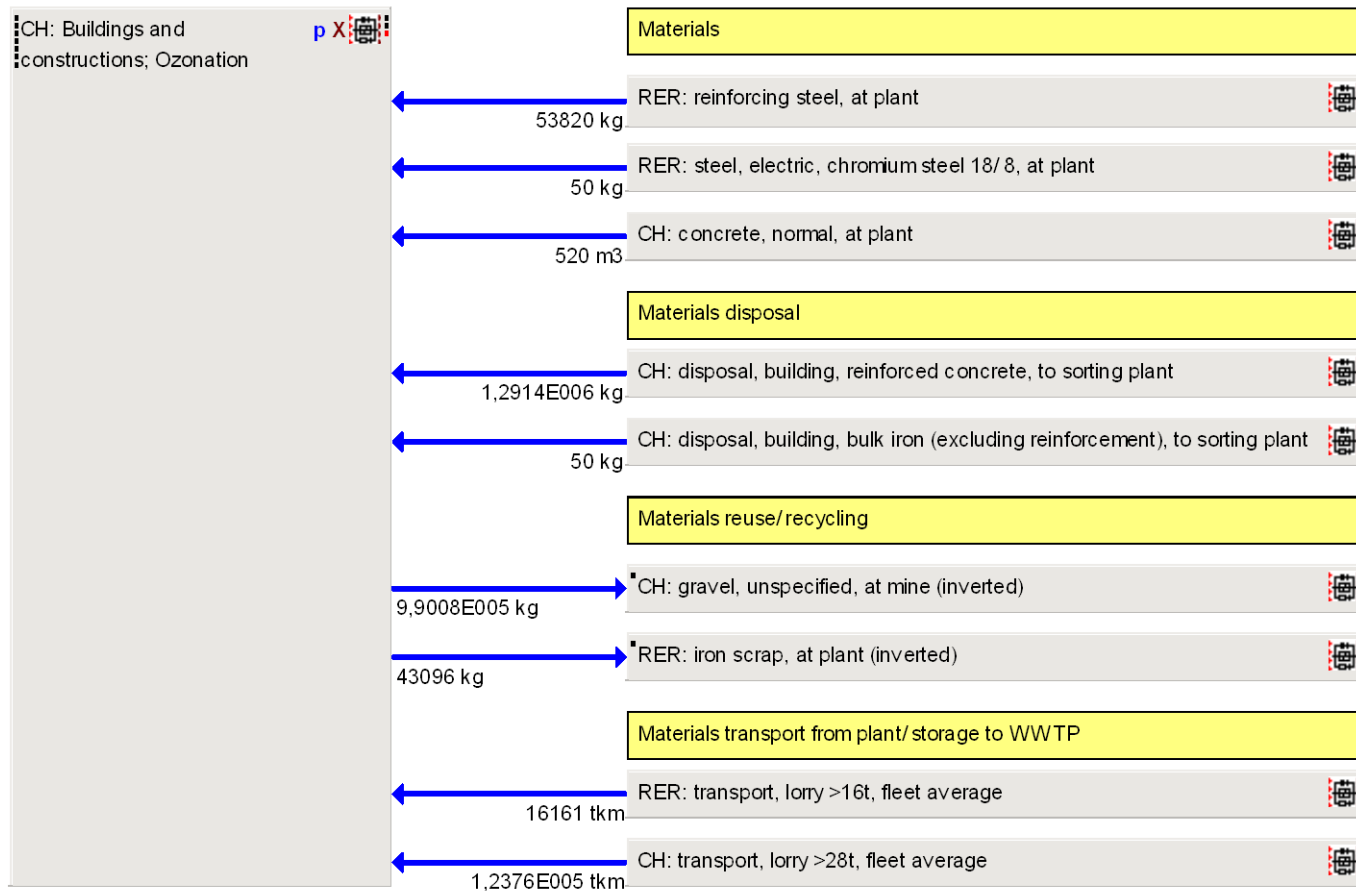 CH: Buildings and
constructions; Ozonation
p X
Materials
RER: reinforcing steel, at plant
53820 kg
RER: steel, electric, chromium steel 18/8, at plant
50 kg
CH: concrete, normal, at plant
520 m3
Materials disposal
CH: disposal, building, reinforced concrete, to sorting plant
1,2914E006 kg
CH: disposal, building, bulk iron (excluding reinforcement), to sorting plant
50 kg
Materials reuse/recycling
CH: gravel, unspecified, at mine (inverted)
9,9008E005 kg
RER: iron scrap, at plant (inverted)
43096 kg
Materials transport from plant/storage to WWTP
RER: transport, lorry >16t, fleet average
16161 tkm
CH: transport, lorry >28t, fleet average
1,2376E005 tkm